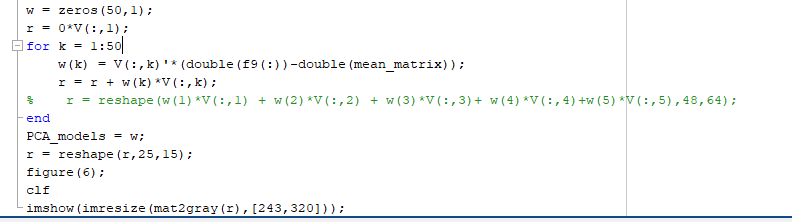 w = zeros(50,1);
r = 0*V(:,1);
for k = 1:50
w(k) = V(:,k)'*(double(f9(:))-double(mean_matrix));
r = r + w(k)*V(:,k);
% r = reshape(w(1)*V(:,1) + w(2)*V(:,2) + w(3)*V(:,3)+ w(4)*V(:,4)+w(5)*V(:,5),48,64);
end
PCA_models = w;
r = reshape(r,25,15);
figure(6);
clf
imshow(imresize(mat2gray(r),[243,320]));